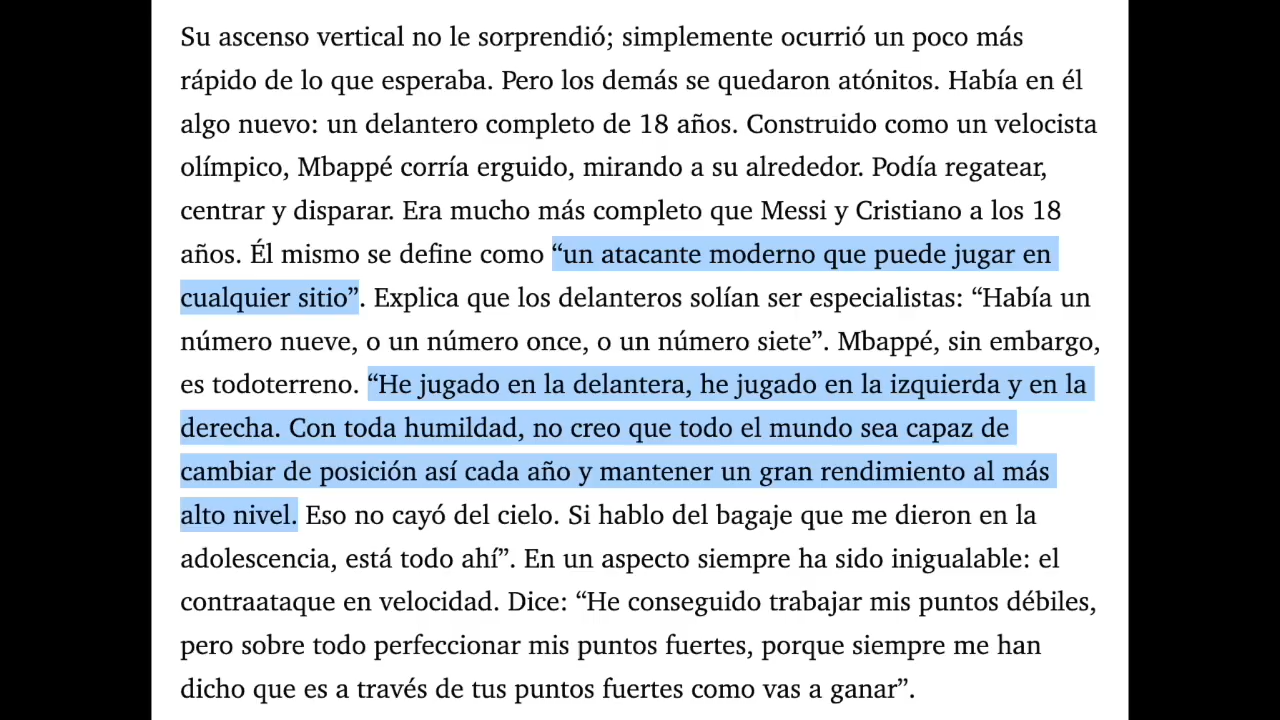 Su ascenso vertical no le sorprendió; simplemente ocurrió un poco más
rápido de lo que esperaba. Pero los demás se quedaron atónitos. Había en él
algo nuevo: un delantero completo de 18 años. Construido como un velocista
olímpico, Mbappé corría erguido, mirando a su alrededor. Podía regatear,
centrar y disparar. Era mucho más completo que Messi y Cristiano a los 18
años. Él mismo se define como “un atacante moderno que puede jugar en
cualquier sitio”. Explica que los delanteros solían ser especialistas: “Había un
número nueve, o un número once, o un número siete”. Mbappé, sin embargo,
es todoterreno. “He jugado en la delantera, he jugado en la izquierda y en la
derecha. Con toda humildad, no creo que todo el mundo sea capaz de
cambiar de posición así cada año y mantener un gran rendimiento al más
alto nivel. Eso no cayó del cielo. Si hablo del bagaje que me dieron en la
adolescencia, está todo ahí”. En un aspecto siempre ha sido inigualable: el
contraataque en velocidad. Dice: “He conseguido trabajar mis puntos débiles,
pero sobre todo perfeccionar mis puntos fuertes, porque siempre me han
dicho que es a través de tus puntos fuertes como vas a ganar”.